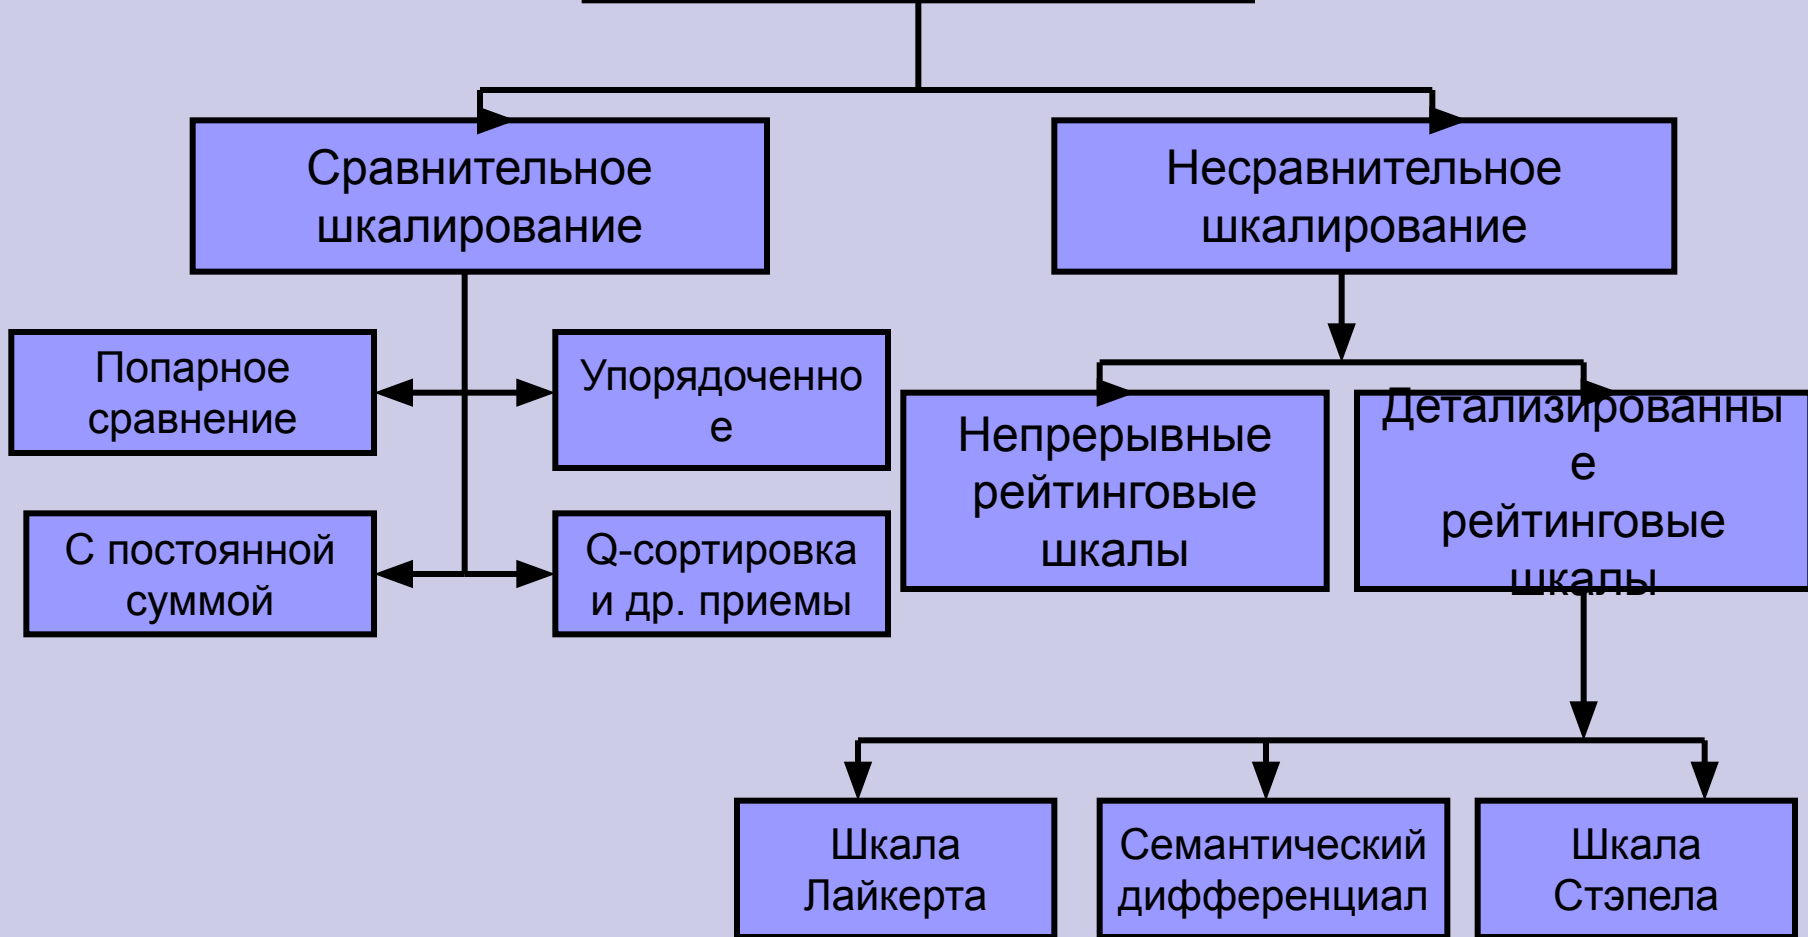 Сравнительное
шкалирование
Несравнительное
шкалирование
Попарное
сравнение
Упорядоченно
е
С постоянной
суммой
Q-сортировка
и др. приемы
Непрерывные
рейтинговые
шкалы
Детализированны
е
рейтинговые
шкалы
Шкала
Лайкерта
Семантический
дифференциал
Шкала
Стэпела